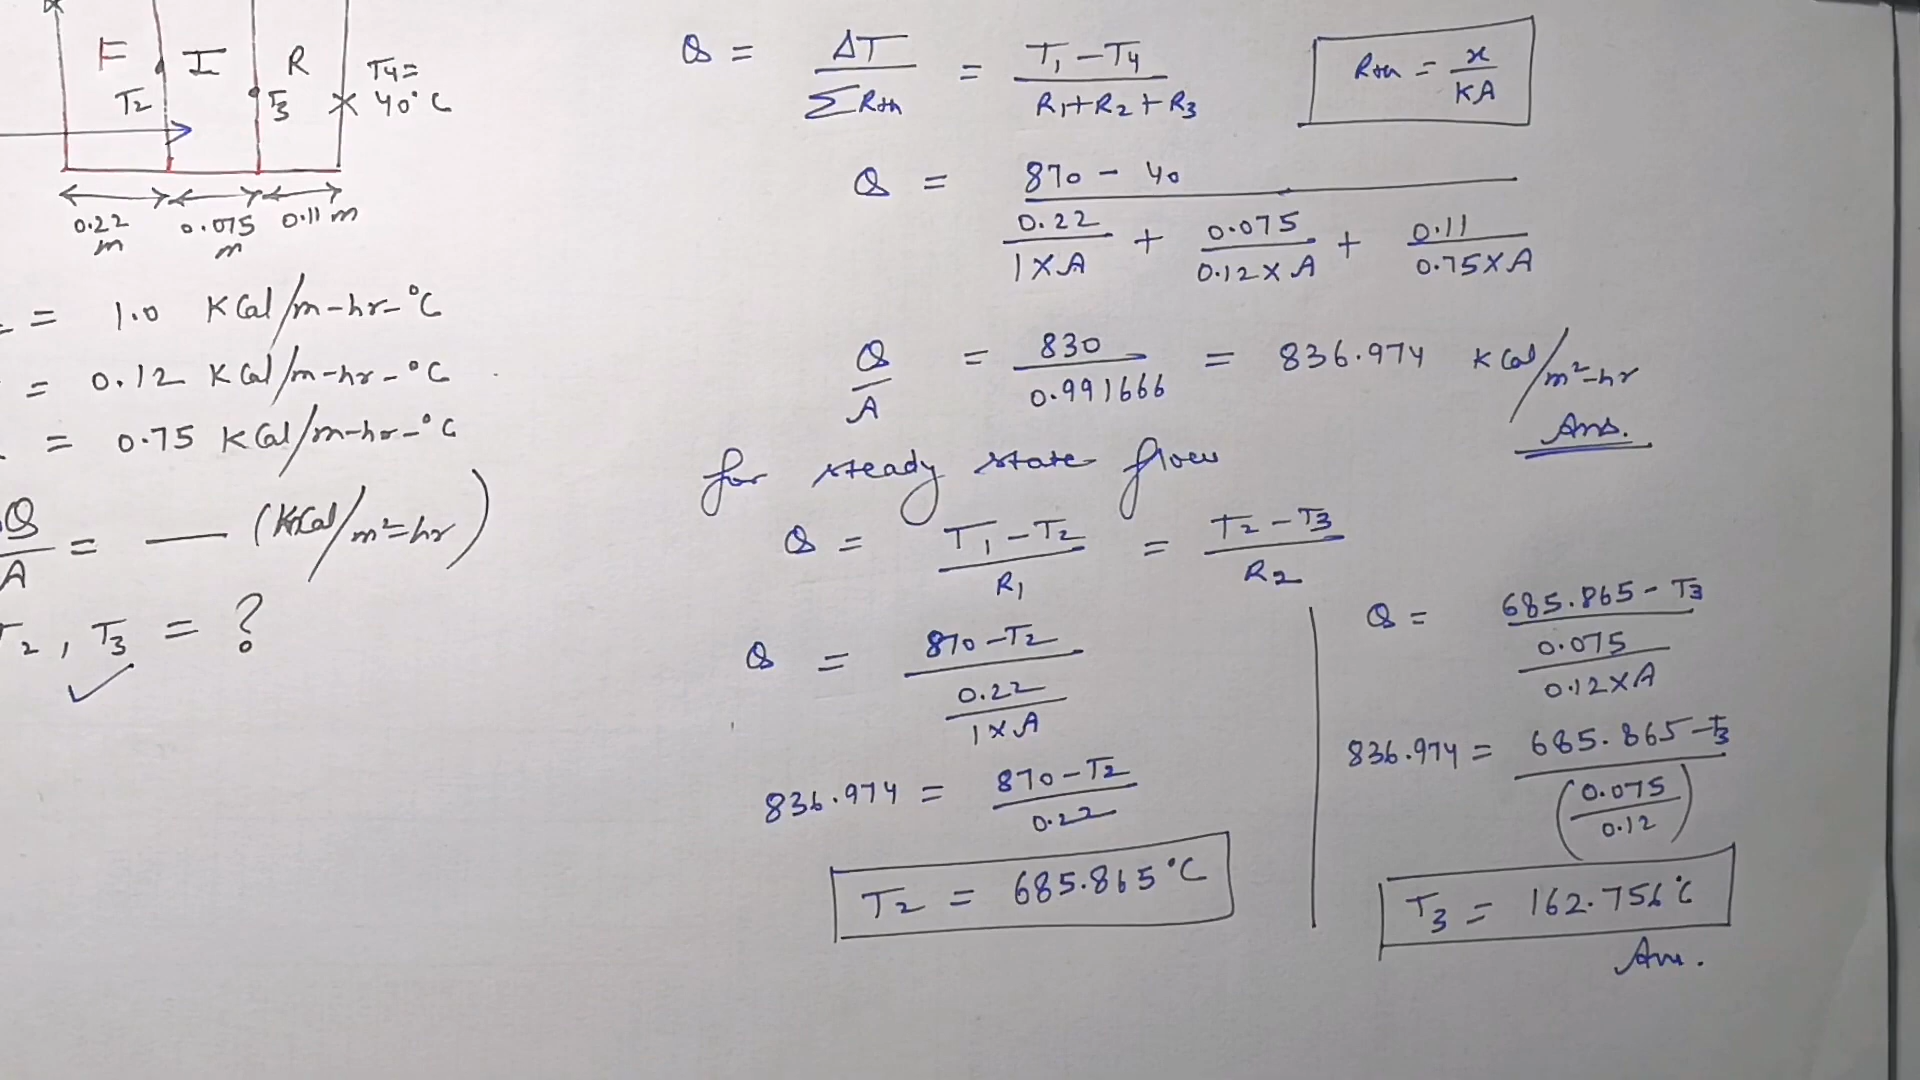 F I R
T4=
T2 T3 40°C
0.22 m 0.075 m 0.11 m
= 1.0 KCal/m-hr-°C
= 0.12 KCal/m-hr-°C
= 0.75 KCal/m-hr-°C
Q/A = — (KCal/m²-hr)
T2, T3 = ?
Q = ΔT/ΣRth = (T1-T4)/(R1+R2+R3)
Rth = x/KA
Q = (870 - 40)/(0.22/(1×A) + 0.075/(0.12×A) + 0.11/(0.75×A))
Q/A = 830/0.991666 = 836.974 KCal/m²-hr
Ans.
for steady state flow
Q = (T1-T2)/R1 = (T2-T3)/R2
Q = (870-T2)/(0.22/(1×A))
836.974 = (870-T2)/0.22
T2 = 685.865°C
Q = (685.865-T3)/(0.075/(0.12×A))
836.974 = (685.865-T3)/(0.075/0.12)
T3 = 162.756°C
Ans.